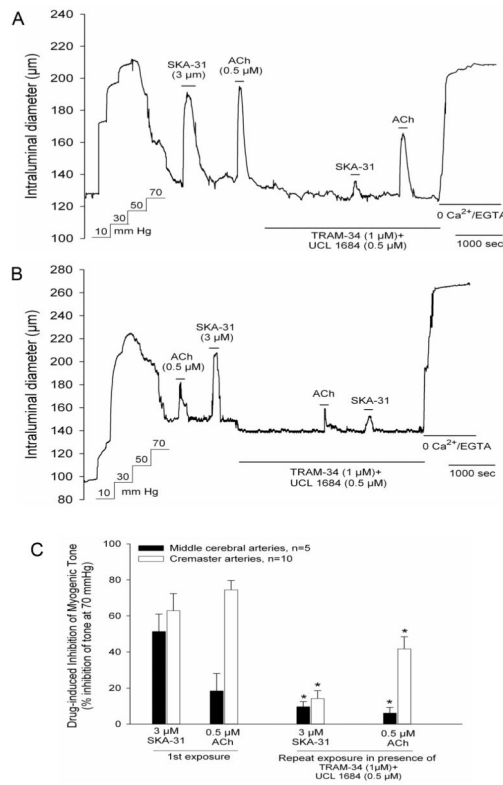 A
Intraluminal diameter (µm)
240
220
200
180
160
140
120
100
SKA-31
(3 µm)
ACh
(0.5 µM)
SKA-31
ACh
10
30
50
70
mm Hg
TRAM-34 (1 µM)+
UCL 1684 (0.5 µM)
0 Ca²⁺/EGTA
1000 sec
B
Intraluminal diameter (µm)
280
260
240
220
200
180
160
140
120
100
80
ACh
(0.5 µM)
SKA-31
(3 µM)
ACh
SKA-31
10
30
50
70
mm Hg
TRAM-34 (1 µM)+
UCL 1684 (0.5 µM)
0 Ca²⁺/EGTA
1000 sec
C
Drug-induced Inhibition of Myogenic Tone
(% inhibition of tone at 70 mmHg)
100
80
60
40
20
0
Middle cerebral arteries, n=5
Cremaster arteries, n=10
* * * *
3 µM
SKA-31
0.5 µM
ACh
3 µM
SKA-31
0.5 µM
ACh
1st exposure
Repeat exposure in presence of
TRAM-34 (1µM)+
UCL 1684 (0.5 µM)